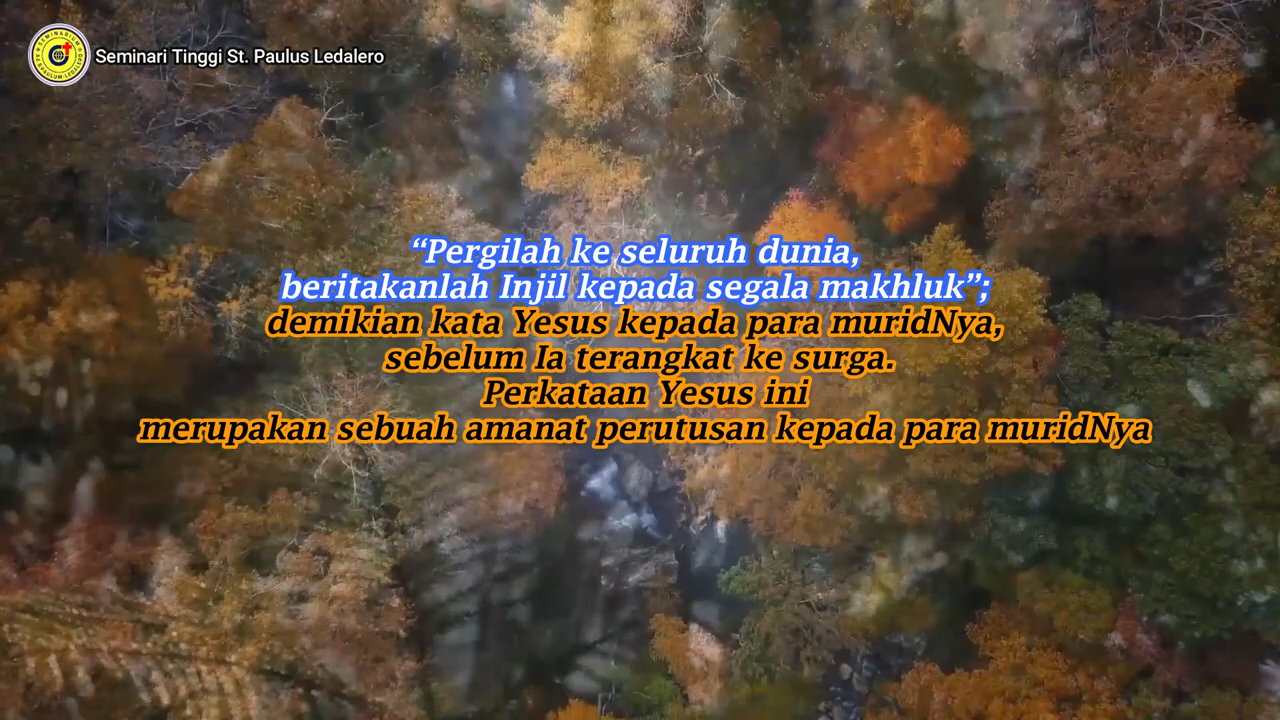 Seminari Tinggi St. Paulus Ledalero
“Pergilah ke seluruh dunia,
beritakanlah Injil kepada segala makhluk”;
demikian kata Yesus kepada para muridNya,
sebelum Ia terangkat ke surga.
Perkataan Yesus ini
merupakan sebuah amanat perutusan kepada para muridNya